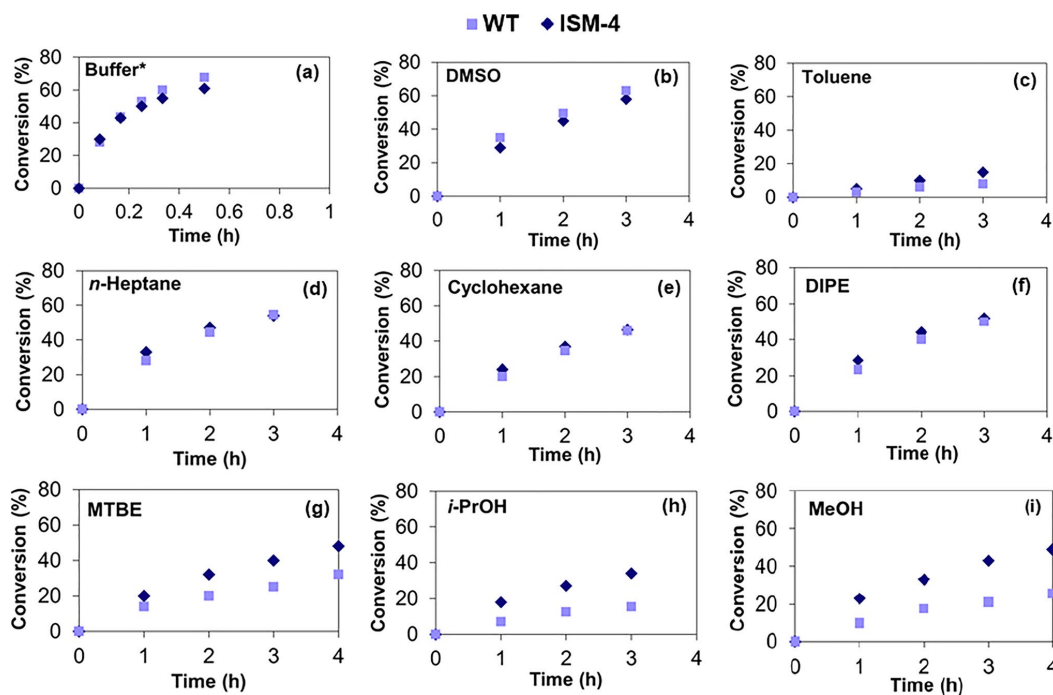 WT ISM-4
Buffer* (a)
Conversion (%)
80
60
40
20
0
0 0.2 0.4 0.6 0.8 1
Time (h)
DMSO (b)
Conversion (%)
80
60
40
20
0
0 1 2 3 4
Time (h)
Toluene (c)
Conversion (%)
80
60
40
20
0
0 1 2 3 4
Time (h)
n-Heptane (d)
Conversion (%)
80
60
40
20
0
0 1 2 3 4
Time (h)
Cyclohexane (e)
Conversion (%)
80
60
40
20
0
0 1 2 3 4
Time (h)
DIPE (f)
Conversion (%)
80
60
40
20
0
0 1 2 3 4
Time (h)
MTBE (g)
Conversion (%)
80
60
40
20
0
0 1 2 3 4
Time (h)
i-PrOH (h)
Conversion (%)
80
60
40
20
0
0 1 2 3 4
Time (h)
MeOH (i)
Conversion (%)
80
60
40
20
0
0 1 2 3 4
Time (h)